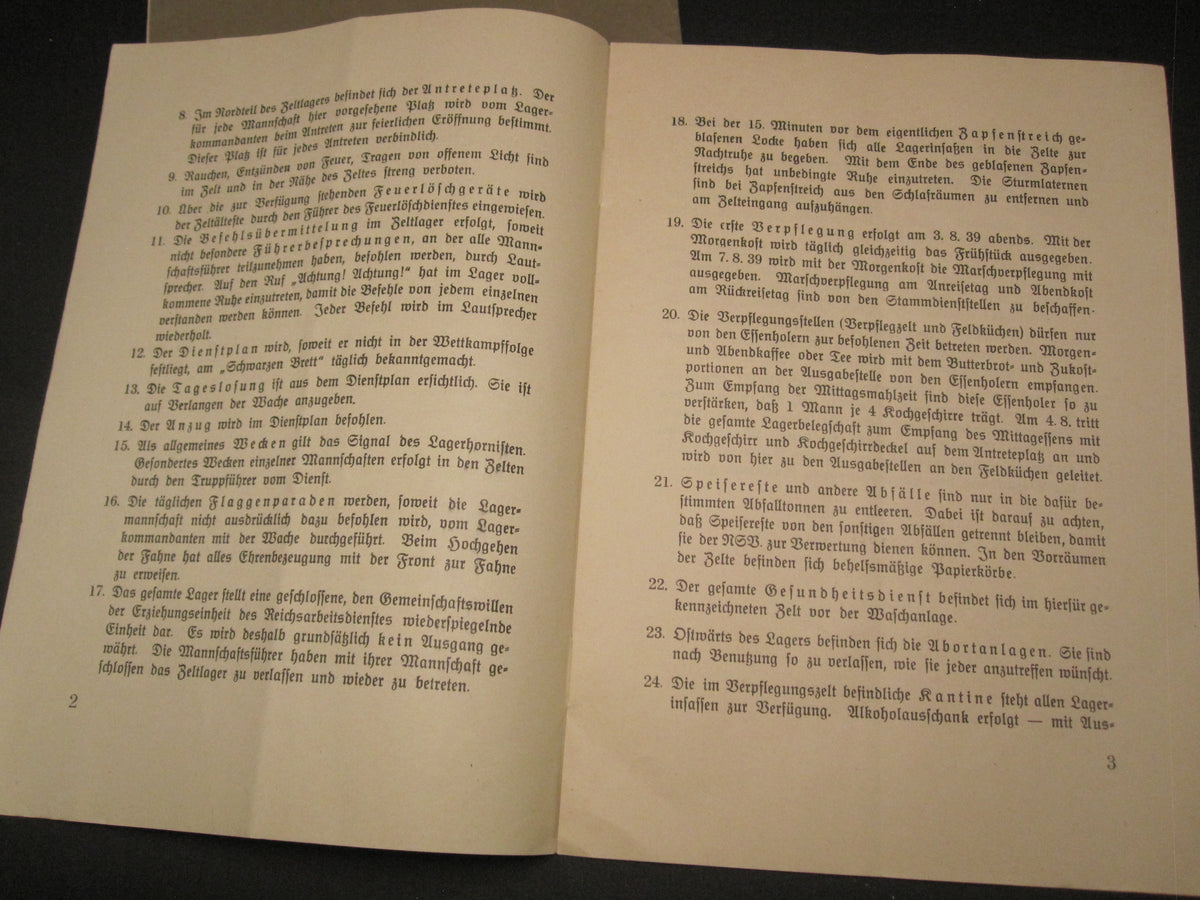 8. Im Nordteil des Zeltlagers befindet sich der Antreteplatz. Der
für jede Mannschaft hier vorgesehene Platz wird vom Lager-
kommandanten beim Antreten zur feierlichen Eröffnung bestimmt.
Dieser Platz ist für jedes Antreten verbindlich.
9. Rauchen, Entzünden von Feuer, Tragen von offenem Licht sind
im Zelt und in der Nähe des Zeltes streng verboten.
10. Über die zur Verfügung stehenden Feuerlöschgeräte wird
der Zeltälteste durch den Führer des Feuerlöschdienstes eingewiesen.
11. Die Befehlsübermittelung im Zeltlager erfolgt, soweit
nicht besondere Führerbesprechungen, an der alle Mann-
schaftsführer teilzunehmen haben, befohlen werden, durch Laut-
sprecher. Auf den Ruf „Achtung! Achtung!“ hat im Lager voll-
kommene Ruhe einzutreten, damit die Befehle von jedem einzelnen
verstanden werden können. Jeder Befehl wird im Lautsprecher
wiederholt.
12. Der Dienstplan wird, soweit er nicht in der Wettkampffolge
festliegt, am „Schwarzen Brett“ täglich bekanntgemacht.
13. Die Tageslosung ist aus dem Dienstplan ersichtlich. Sie ist
auf Verlangen der Wache anzugeben.
14. Der Anzug wird im Dienstplan befohlen.
15. Als allgemeines Wecken gilt das Signal des Lagerhornisten.
Gesondertes Wecken einzelner Mannschaften erfolgt in den Zelten
durch den Truppführer vom Dienst.
16. Die täglichen Flaggenparaden werden, soweit die Lager-
mannschaft nicht ausdrücklich dazu befohlen wird, vom Lager-
kommandanten mit der Wache durchgeführt. Beim Hochgehen
der Fahne hat alles Ehrenbezeugung mit der Front zur Fahne
zu erweisen.
17. Das gesamte Lager stellt eine geschlossene, den Gemeinschaftswillen
der Erziehungseinheit des Reichsarbeitsdienstes wiederspiegelnde
Einheit dar. Es wird deshalb grundsätzlich kein Ausgang ge-
währt. Die Mannschaftsführer haben mit ihrer Mannschaft ge-
schlossen das Zeltlager zu verlassen und wieder zu betreten.
2
18. Bei der 15. Minuten vor dem eigentlichen Zapfenstreich ge-
blasenen Locke haben sich alle Lagerinsaßen in die Zelte zur
Nachtruhe zu begeben. Mit dem Ende des geblasenen Zapfen-
streichs hat unbedingte Ruhe einzutreten. Die Sturmlaternen
sind bei Zapfenstreich aus den Schlafräumen zu entfernen und
am Zelteingang aufzuhängen.
19. Die erste Verpflegung erfolgt am 3. 8. 39 abends. Mit der
Morgenkost wird täglich gleichzeitig das Frühstück ausgegeben.
Am 7. 8. 39 wird mit der Morgenkost die Marschverpflegung mit
ausgegeben. Marschverpflegung am Anreisetag und Abendkost
am Rückreisetag sind von den Stammdienststellen zu beschaffen.
20. Die Verpflegungsstellen (Verpflegzelt und Feldküchen) dürfen nur
von den Essenholern zur befohlenen Zeit betreten werden. Morgen-
und Abendkaffee oder Tee wird mit dem Butterbrot- und Zukost-
portionen an der Ausgabestelle von den Essenholern empfangen.
Zum Empfang der Mittagsmahlzeit sind diese Essenholer so zu
verstärken, daß 1 Mann je 4 Kochgeschirre trägt. Am 4. 8. tritt
die gesamte Lagerbelegschaft zum Empfang des Mittagessens mit
Kochgeschirr und Kochgeschirrdeckel auf dem Antreteplatz an und
wird von hier zu den Ausgabestellen an den Feldküchen geleitet.
21. Speisereste und andere Abfälle sind nur in die dafür be-
stimmten Abfalltonnen zu entleeren. Dabei ist darauf zu achten,
daß Speisereste von den sonstigen Abfällen getrennt bleiben, damit
sie der NSV. zur Verwertung dienen können. In den Vorräumen
der Zelte befinden sich behelfsmäßige Papierkörbe.
22. Der gesamte Gesundheitsdienst befindet sich im hierfür ge-
kennzeichneten Zelt vor der Waschanlage.
23. Ostwärts des Lagers befinden sich die Abortanlagen. Sie sind
nach Benutzung so zu verlassen, wie sie jeder anzutreffen wünscht.
24. Die im Verpflegungszelt befindliche Kantine steht allen Lager-
insassen zur Verfügung. Alkoholausschank erfolgt — mit Aus-
3